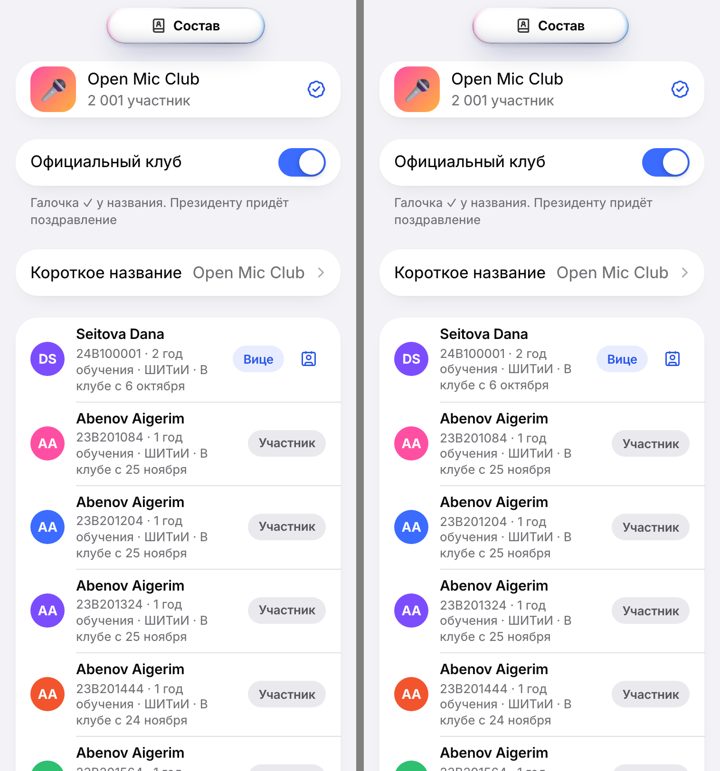 Состав
Open Mic Club
2 001 участник
Официальный клуб
Галочка ✓ у названия. Президенту придёт
поздравление
Короткое название Open Mic Club
DS
Seitova Dana
24B100001 · 2 год
обучения · ШИТиИ · В
клубе с 6 октября
Вице
AA
Abenov Aigerim
23B201084 · 1 год
обучения · ШИТиИ · В
клубе с 25 ноября
Участник
AA
Abenov Aigerim
23B201204 · 1 год
обучения · ШИТиИ · В
клубе с 25 ноября
Участник
AA
Abenov Aigerim
23B201324 · 1 год
обучения · ШИТиИ · В
клубе с 25 ноября
Участник
AA
Abenov Aigerim
23B201444 · 1 год
обучения · ШИТиИ · В
клубе с 24 ноября
Участник
Abenov Aigerim
Состав
Open Mic Club
2 001 участник
Официальный клуб
Галочка ✓ у названия. Президенту придёт
поздравление
Короткое название Open Mic Club
DS
Seitova Dana
24B100001 · 2 год
обучения · ШИТиИ · В
клубе с 6 октября
Вице
AA
Abenov Aigerim
23B201084 · 1 год
обучения · ШИТиИ · В
клубе с 25 ноября
Участник
AA
Abenov Aigerim
23B201204 · 1 год
обучения · ШИТиИ · В
клубе с 25 ноября
Участник
AA
Abenov Aigerim
23B201324 · 1 год
обучения · ШИТиИ · В
клубе с 25 ноября
Участник
AA
Abenov Aigerim
23B201444 · 1 год
обучения · ШИТиИ · В
клубе с 24 ноября
Участник
Abenov Aigerim